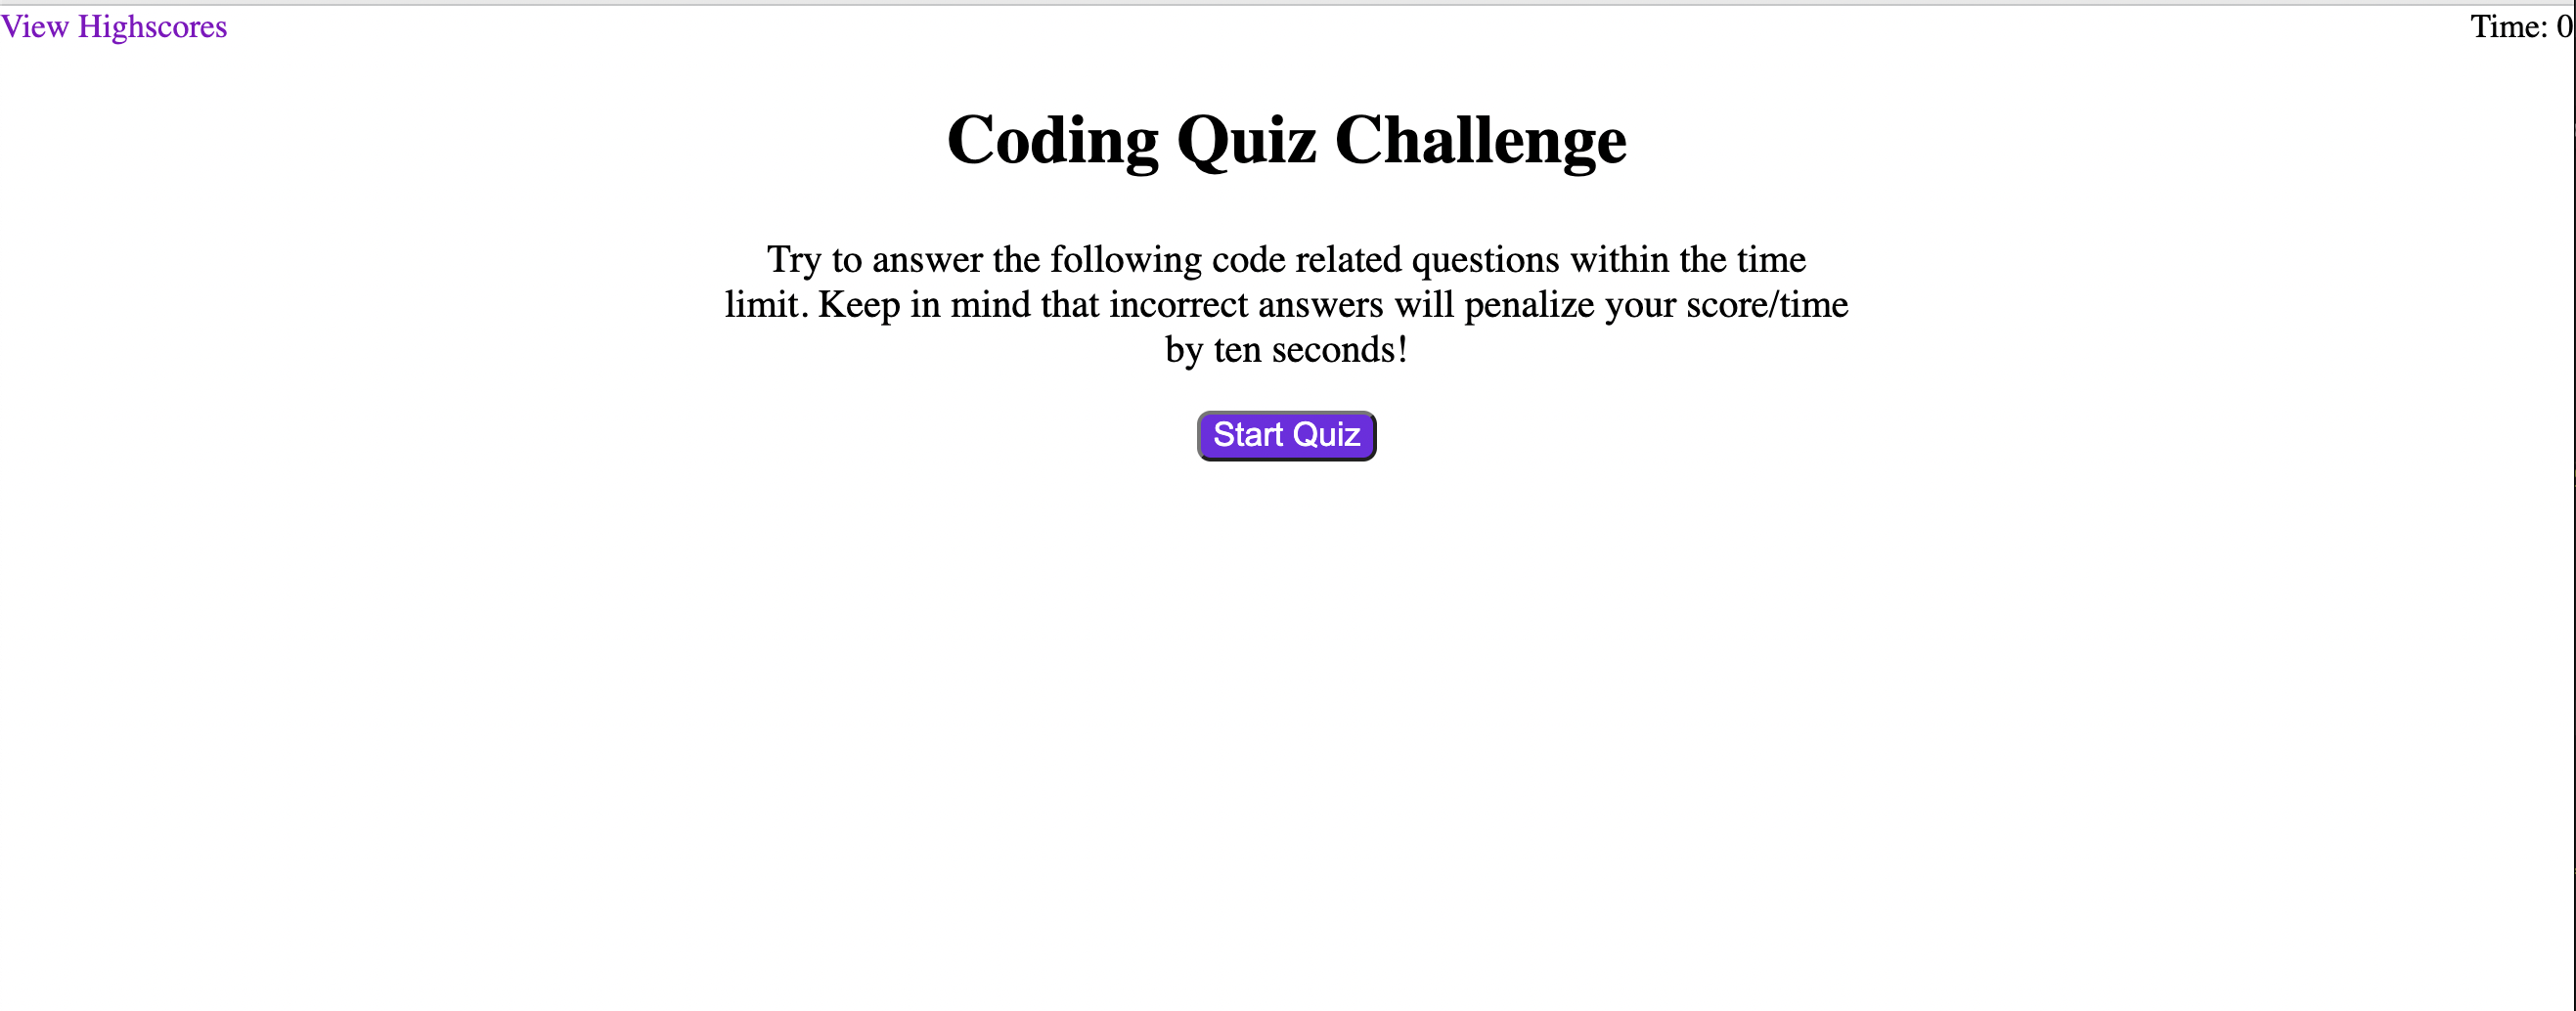 View Highscores
Time: 0
Coding Quiz Challenge
Try to answer the following code related questions within the time
limit. Keep in mind that incorrect answers will penalize your score/time
by ten seconds!
Start Quiz